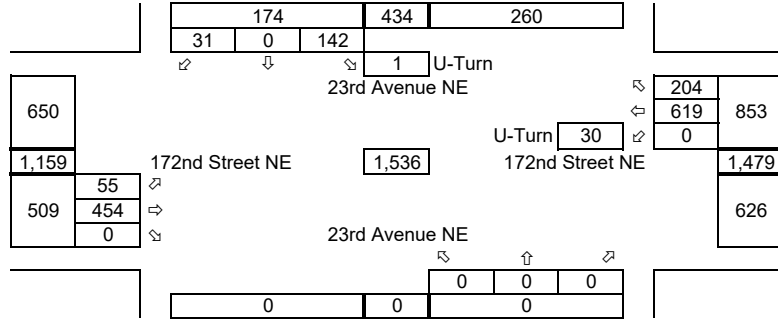 174 434 260
31 0 142
⬃ ⇩ ⬂ 1 U-Turn
23rd Avenue NE
⬁ 204
650 ⇦ 619 853
U-Turn 30 ⬃ 0
1,159 172nd Street NE 1,536 172nd Street NE 1,479
55 ⬀
509 454 ⇨ 626
0 ⬂ 23rd Avenue NE
⬁ ⇧ ⬀
0 0 0
0 0 0